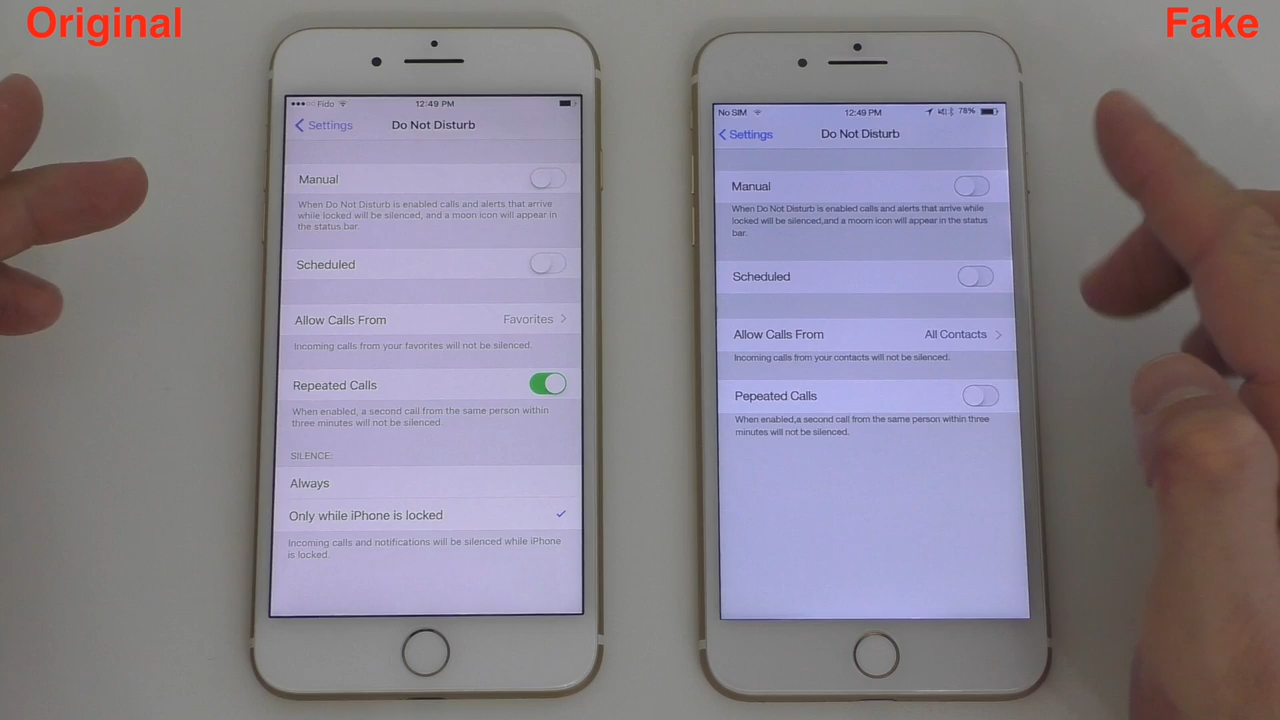 Original
Fake
Fido
12:49 PM
Settings
Do Not Disturb
Manual
When Do Not Disturb is enabled calls and alerts that arrive
while locked will be silenced, and a moon icon will appear in
the status bar.
Scheduled
Allow Calls From
Favorites
Incoming calls from your favorites will not be silenced.
Repeated Calls
When enabled, a second call from the same person within
three minutes will not be silenced.
SILENCE:
Always
Only while iPhone is locked
Incoming calls and notifications will be silenced while iPhone
is locked.
No SIM
12:49 PM
78%
Settings
Do Not Disturb
Manual
When Do Not Disturb is enabled calls and alerts that arrive while
locked will be silenced,and a moom icon will appear in the status
bar.
Scheduled
Allow Calls From
All Contacts
Incoming calls from your contacts will not be silenced.
Pepeated Calls
When enabled,a second call from the same person within three
minutes will not be silenced.